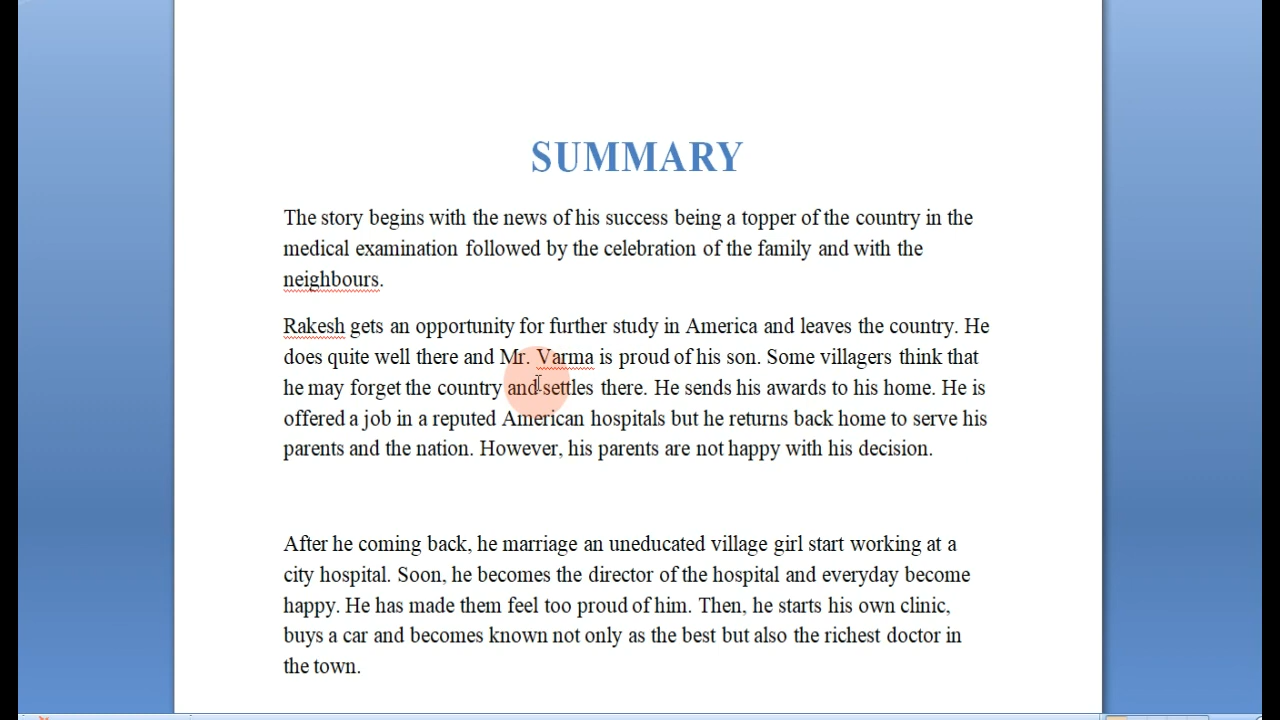 SUMMARY
The story begins with the news of his success being a topper of the country in the
medical examination followed by the celebration of the family and with the
neighbours.
Rakesh gets an opportunity for further study in America and leaves the country. He
does quite well there and Mr. Varma is proud of his son. Some villagers think that
he may forget the country and settles there. He sends his awards to his home. He is
offered a job in a reputed American hospitals but he returns back home to serve his
parents and the nation. However, his parents are not happy with his decision.
After he coming back, he marriage an uneducated village girl start working at a
city hospital. Soon, he becomes the director of the hospital and everyday become
happy. He has made them feel too proud of him. Then, he starts his own clinic,
buys a car and becomes known not only as the best but also the richest doctor in
the town.